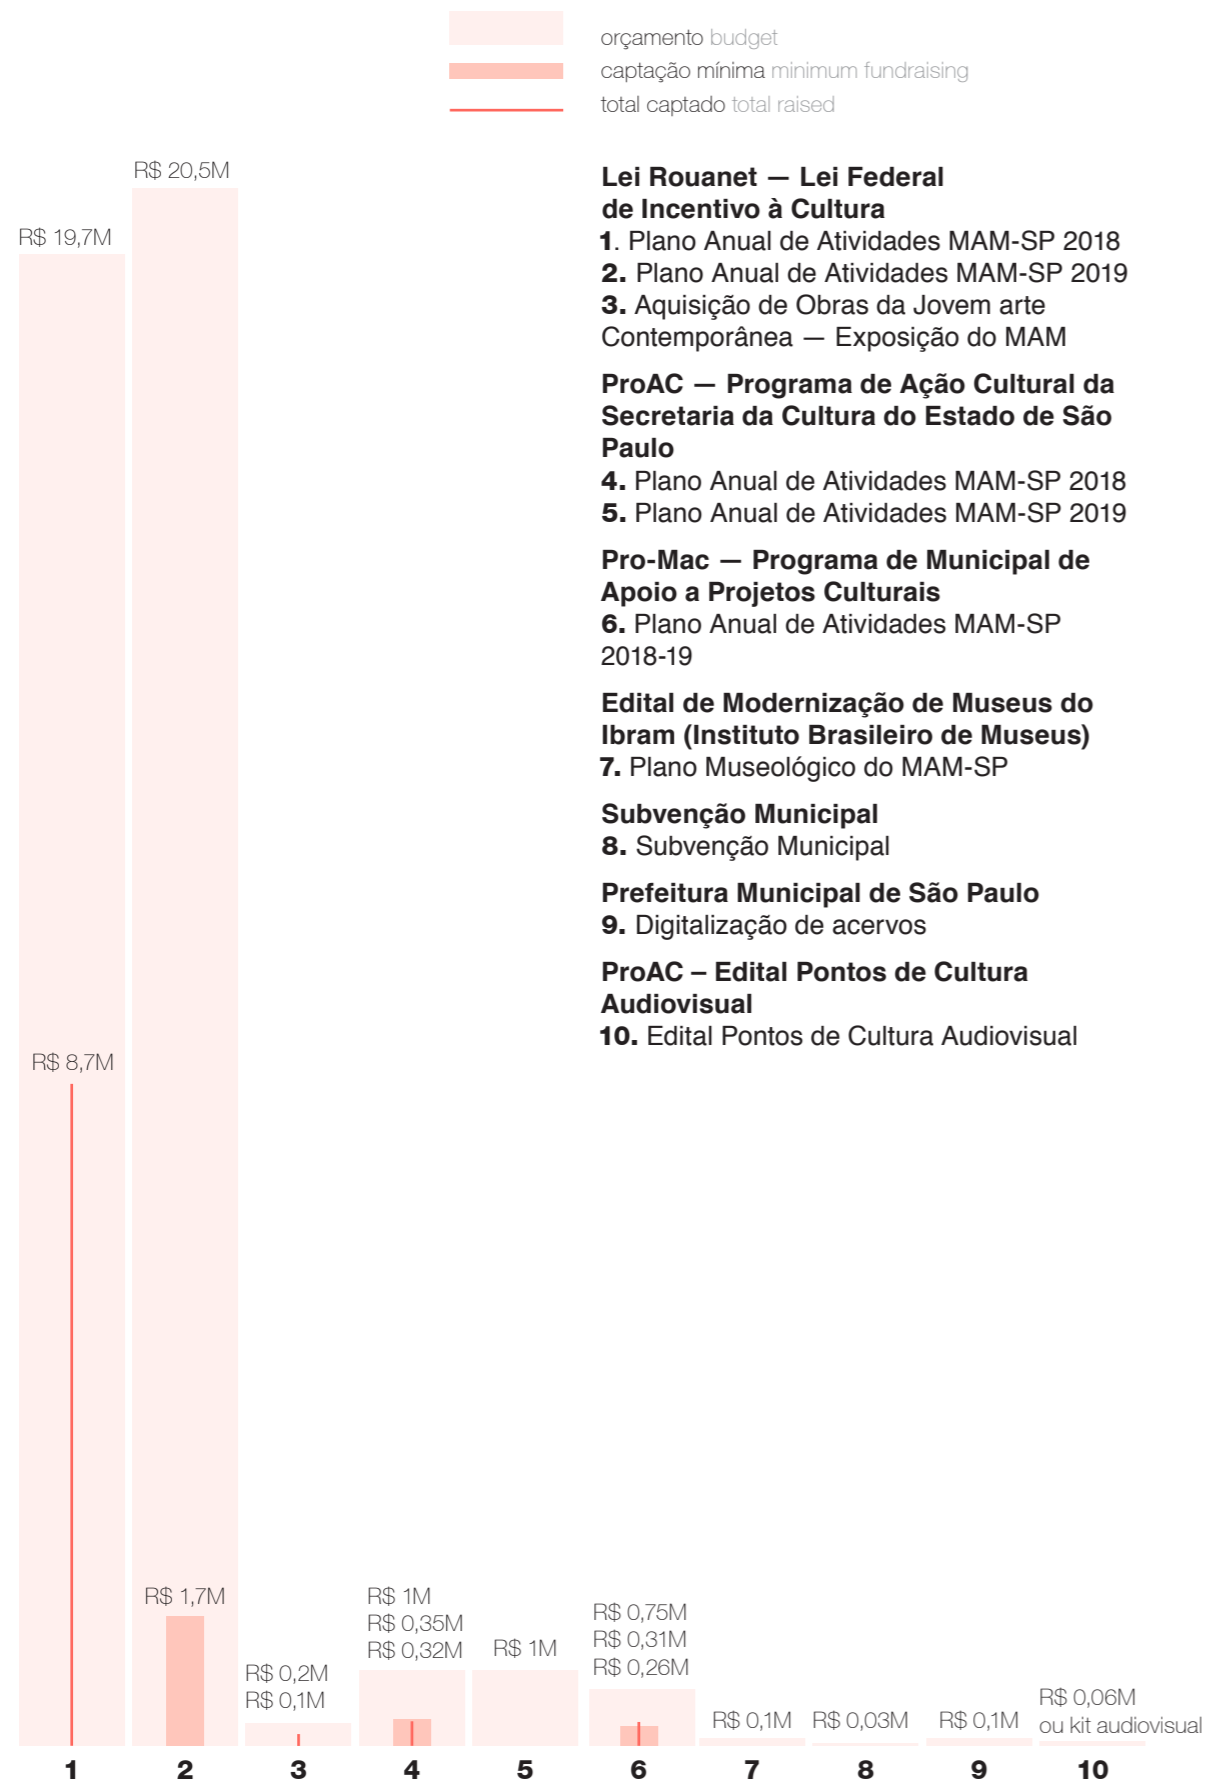 orçamento budget
captação mínima minimum fundraising
total captado total raised
R$ 20,5M
R$ 19,7M
Lei Rouanet — Lei Federal
de Incentivo à Cultura
1. Plano Anual de Atividades MAM-SP 2018
2. Plano Anual de Atividades MAM-SP 2019
3. Aquisição de Obras da Jovem arte
Contemporânea — Exposição do MAM
ProAC — Programa de Ação Cultural da
Secretaria da Cultura do Estado de São
Paulo
4. Plano Anual de Atividades MAM-SP 2018
5. Plano Anual de Atividades MAM-SP 2019
Pro-Mac — Programa de Municipal de
Apoio a Projetos Culturais
6. Plano Anual de Atividades MAM-SP
2018-19
Edital de Modernização de Museus do
Ibram (Instituto Brasileiro de Museus)
7. Plano Museológico do MAM-SP
Subvenção Municipal
8. Subvenção Municipal
Prefeitura Municipal de São Paulo
9. Digitalização de acervos
ProAC – Edital Pontos de Cultura
Audiovisual
10. Edital Pontos de Cultura Audiovisual
R$ 8,7M
R$ 1,7M
R$ 0,2M
R$ 0,1M
R$ 1M
R$ 0,35M
R$ 0,32M
R$ 1M
R$ 0,75M
R$ 0,31M
R$ 0,26M
R$ 0,1M
R$ 0,03M
R$ 0,1M
R$ 0,06M
ou kit audiovisual
1 2 3 4 5 6 7 8 9 10